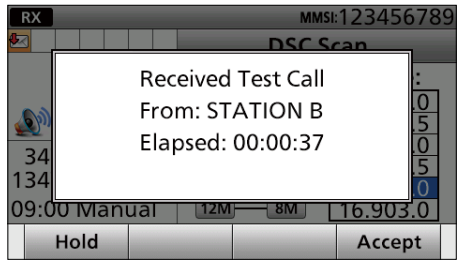 RX
MMSI:123456789
DSC Scan
Received Test Call
From: STATION B
Elapsed: 00:00:37
:
.0
.5
.0
.5
.0
34
134
09:00 Manual
12M
8M
16.903.0
Hold
Accept